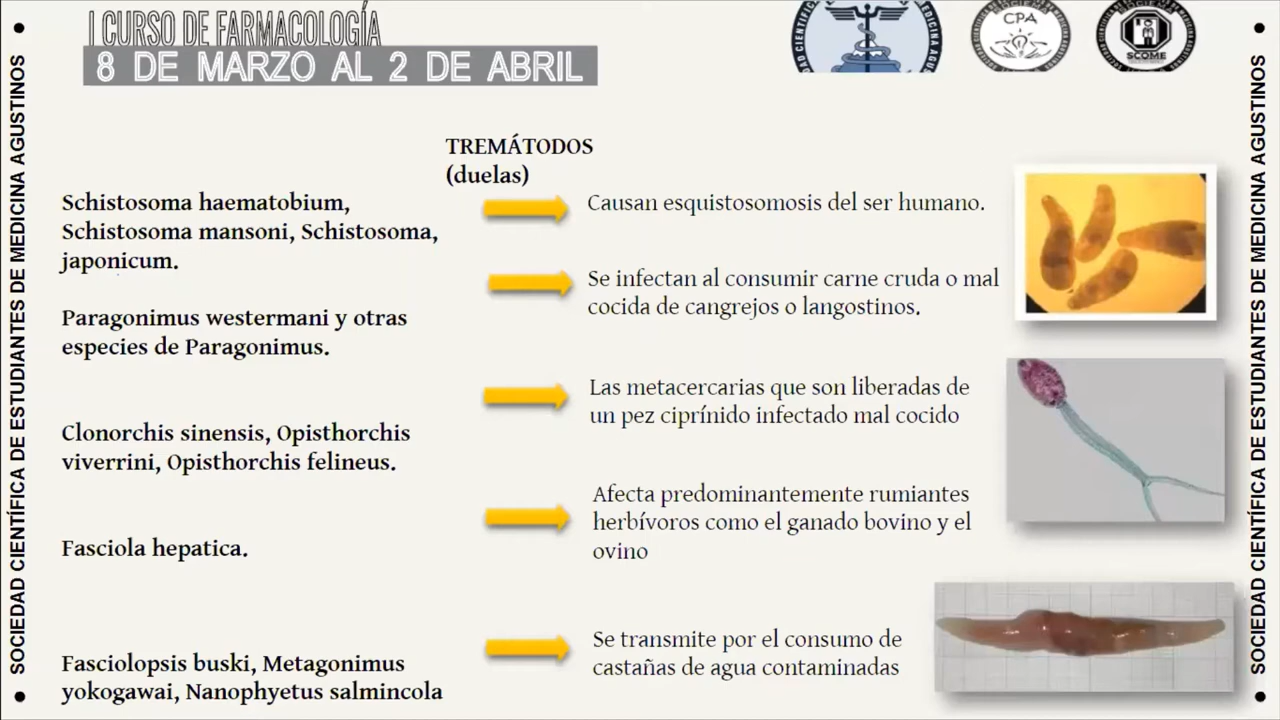 I CURSO DE FARMACOLOGÍA
8 DE MARZO AL 2 DE ABRIL
CPA
SCOME
SOCIEDAD CIENTÍFICA DE ESTUDIANTES DE MEDICINA AGUSTINOS
TREMÁTODOS
(duelas)
Schistosoma haematobium,
Schistosoma mansoni, Schistosoma,
japonicum.
Causan esquistosomosis del ser humano.
Paragonimus westermani y otras
especies de Paragonimus.
Se infectan al consumir carne cruda o mal
cocida de cangrejos o langostinos.
Clonorchis sinensis, Opisthorchis
viverrini, Opisthorchis felineus.
Las metacercarias que son liberadas de
un pez ciprínido infectado mal cocido
Fasciola hepatica.
Afecta predominantemente rumiantes
herbívoros como el ganado bovino y el
ovino
Fasciolopsis buski, Metagonimus
yokogawai, Nanophyetus salmincola
Se transmite por el consumo de
castañas de agua contaminadas
SOCIEDAD CIENTÍFICA DE ESTUDIANTES DE MEDICINA AGUSTINOS